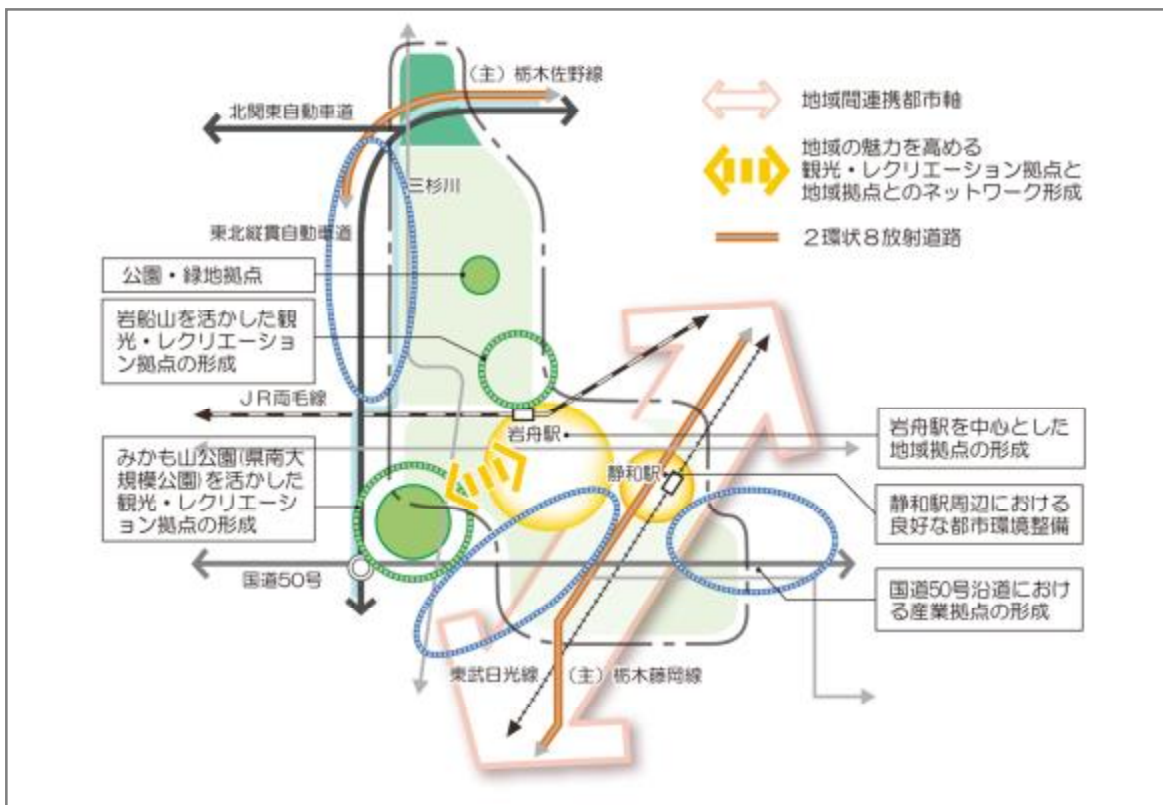 (主)栃木佐野線
北関東自動車道
三杉川
東北縦貫自動車道
公園・緑地拠点
岩船山を活かした観
光・レクリエーショ
ン拠点の形成
JR両毛線
岩舟駅
みかも山公園(県南大
規模公園)を活かした
観光・レクリエーシ
ョン拠点の形成
静和駅
国道50号
東武日光線
(主)栃木藤岡線
地域間連携都市軸
地域の魅力を高める
観光・レクリエーション拠点と
地域拠点とのネットワーク形成
2環状8放射道路
岩舟駅を中心とした
地域拠点の形成
静和駅周辺における
良好な都市環境整備
国道50号沿道におけ
る産業拠点の形成